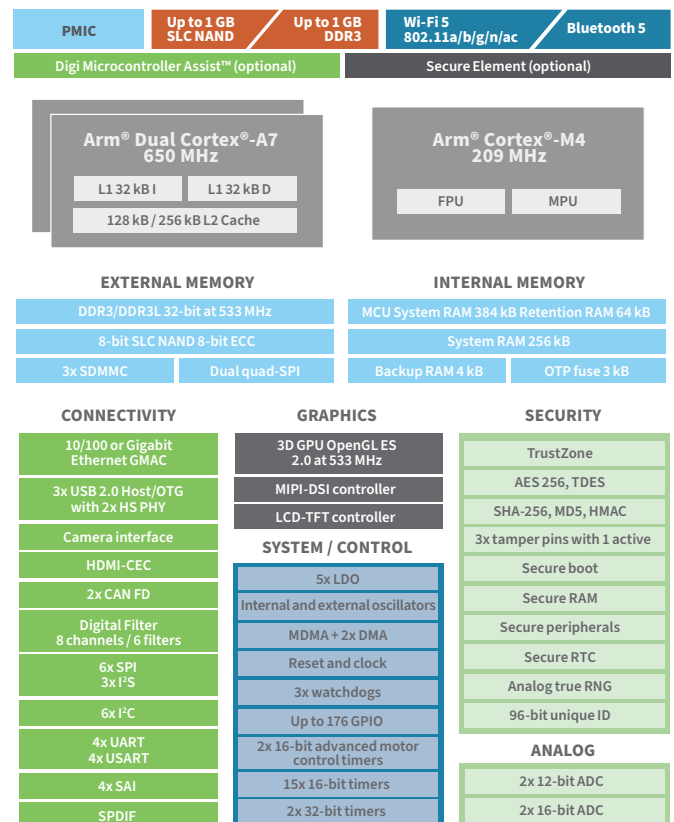 PMIC
Up to 1 GB
SLC NAND
Up to 1 GB
DDR3
Wi-Fi 5
802.11a/b/g/n/ac
Bluetooth 5
Digi Microcontroller Assist™ (optional)
Secure Element (optional)
Arm® Dual Cortex®-A7
650 MHz
L1 32 kB I
L1 32 kB D
128 kB / 256 kB L2 Cache
Arm® Cortex®-M4
209 MHz
FPU
MPU
EXTERNAL MEMORY
DDR3/DDR3L 32-bit at 533 MHz
8-bit SLC NAND 8-bit ECC
3x SDMMC
Dual quad-SPI
INTERNAL MEMORY
MCU System RAM 384 kB Retention RAM 64 kB
System RAM 256 kB
Backup RAM 4 kB
OTP fuse 3 kB
CONNECTIVITY
10/100 or Gigabit
Ethernet GMAC
3x USB 2.0 Host/OTG
with 2x HS PHY
Camera interface
HDMI-CEC
2x CAN FD
Digital Filter
8 channels / 6 filters
6x SPI
3x I²S
6x I²C
4x UART
4x USART
4x SAI
SPDIF
GRAPHICS
3D GPU OpenGL ES
2.0 at 533 MHz
MIPI-DSI controller
LCD-TFT controller
SYSTEM / CONTROL
5x LDO
Internal and external oscillators
MDMA + 2x DMA
Reset and clock
3x watchdogs
Up to 176 GPIO
2x 16-bit advanced motor
control timers
15x 16-bit timers
2x 32-bit timers
SECURITY
TrustZone
AES 256, TDES
SHA-256, MD5, HMAC
3x tamper pins with 1 active
Secure boot
Secure RAM
Secure peripherals
Secure RTC
Analog true RNG
96-bit unique ID
ANALOG
2x 12-bit ADC
2x 16-bit ADC